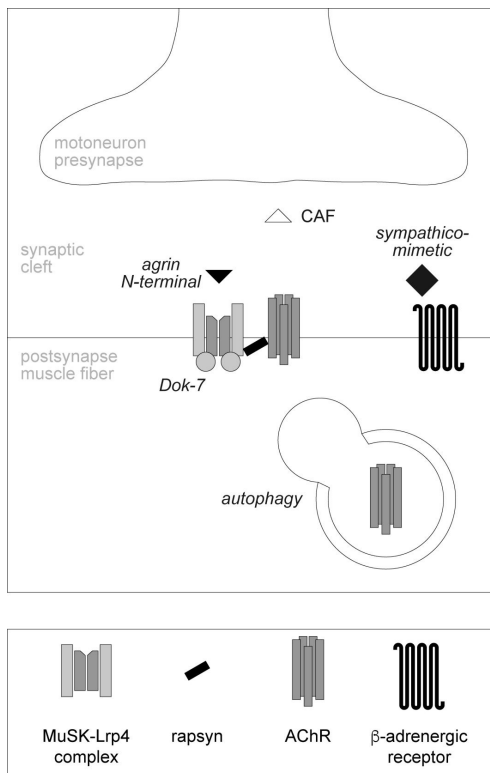 motoneuron
presynapse
CAF
synaptic
cleft
agrin
N-terminal
sympathico-
mimetic
postsynapse
muscle fiber
Dok-7
autophagy
MuSK-Lrp4
complex
rapsyn
AChR
β-adrenergic
receptor